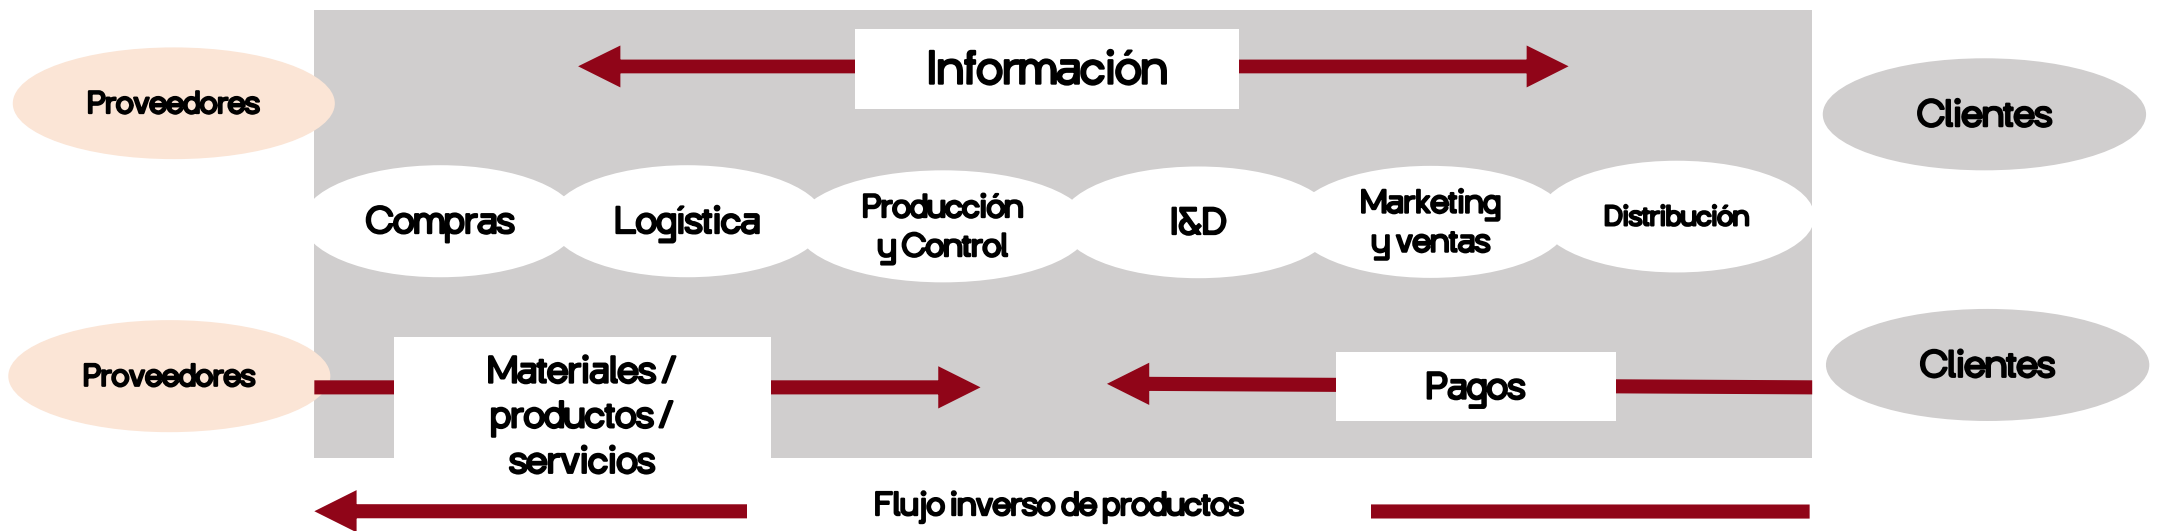 Información
Proveedores
Clientes
Compras
Logística
Producción
y Control
I&D
Marketing
y ventas
Distribución
Proveedores
Materiales /
productos /
servicios
Pagos
Clientes
Flujo inverso de productos